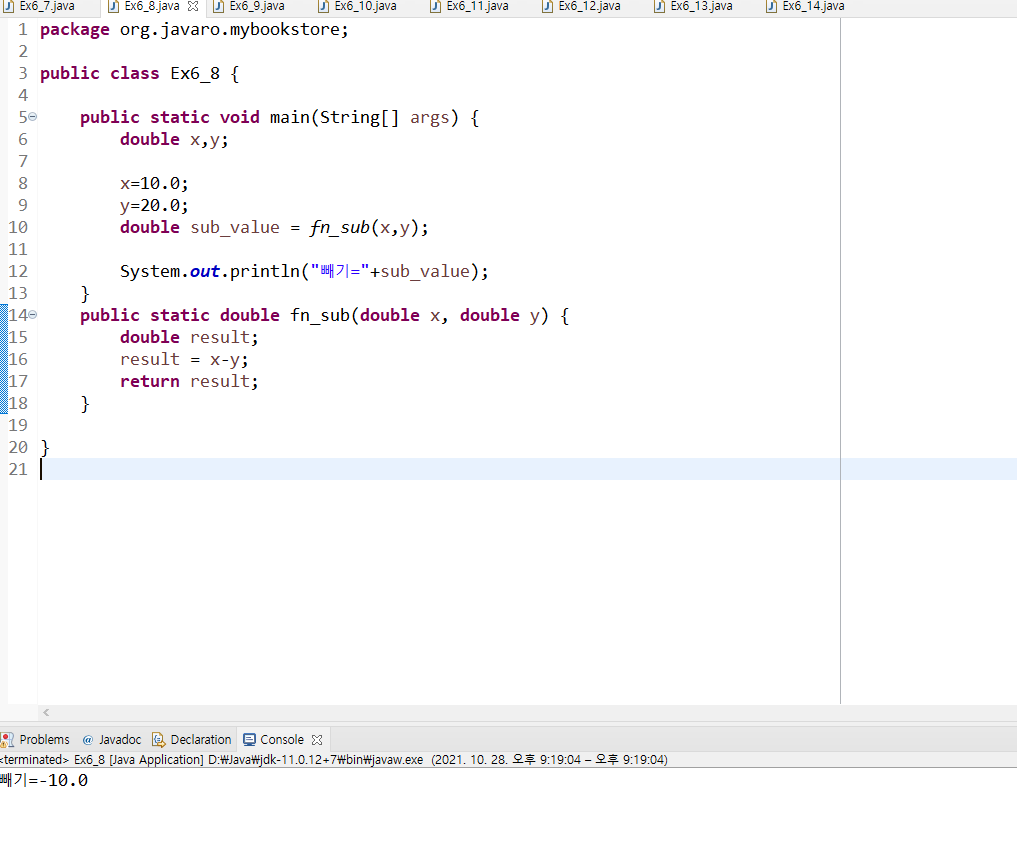 Ex6_7.java Ex6_8.java Ex6_9.java Ex6_10.java Ex6_11.java Ex6_12.java Ex6_13.java Ex6_14.java
1 package org.javaro.mybookstore;
2
3 public class Ex6_8 {
4
5 public static void main(String[] args) {
6 double x,y;
7
8 x=10.0;
9 y=20.0;
10 double sub_value = fn_sub(x,y);
11
12 System.out.println("빼기="+sub_value);
13 }
14 public static double fn_sub(double x, double y) {
15 double result;
16 result = x-y;
17 return result;
18 }
19
20 }
21
Problems @ Javadoc Declaration Console
<terminated> Ex6_8 [Java Application] D:₩Java₩jdk-11.0.12+7₩bin₩javaw.exe (2021. 10. 28. 오후 9:19:04 – 오후 9:19:04)
빼기=-10.0